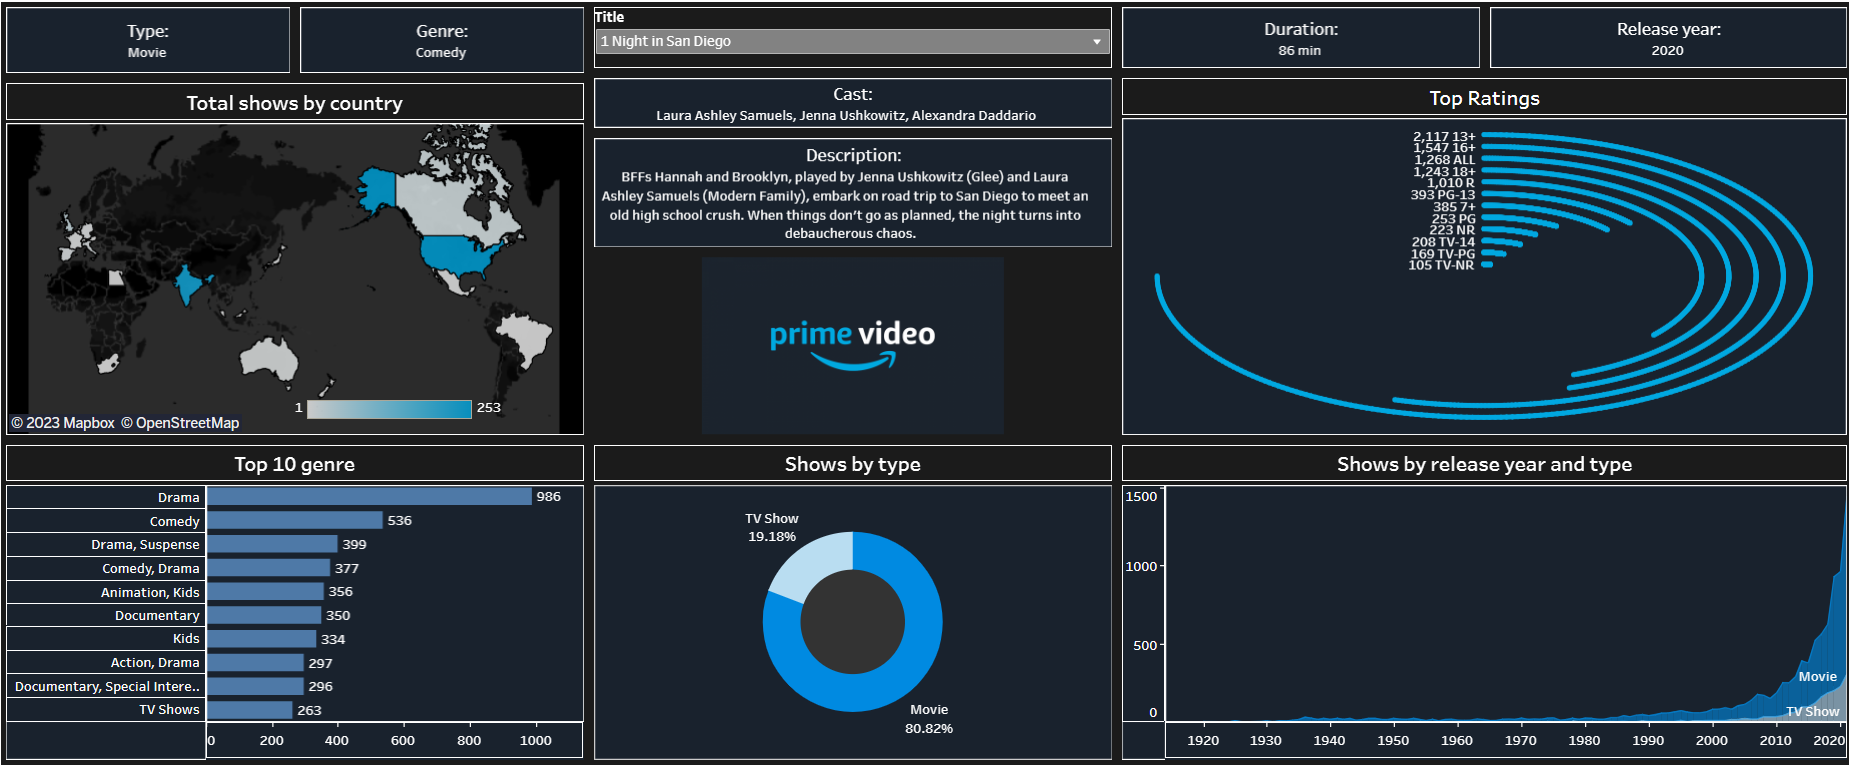 Type:
Movie
Genre:
Comedy
Title
1 Night in San Diego
Duration:
86 min
Release year:
2020
Total shows by country
1
253
© 2023 Mapbox © OpenStreetMap
Cast:
Laura Ashley Samuels, Jenna Ushkowitz, Alexandra Daddario
Description:
BFFs Hannah and Brooklyn, played by Jenna Ushkowitz (Glee) and Laura
Ashley Samuels (Modern Family), embark on road trip to San Diego to meet an
old high school crush. When things don't go as planned, the night turns into
debaucherous chaos.
prime video
Top Ratings
2,117 13+
1,547 16+
1,268 ALL
1,243 18+
1,010 R
393 PG-13
385 7+
253 PG
223 NR
208 TV-14
169 TV-PG
105 TV-NR
Top 10 genre
Drama 986
Comedy 536
Drama, Suspense 399
Comedy, Drama 377
Animation, Kids 356
Documentary 350
Kids 334
Action, Drama 297
Documentary, Special Intere.. 296
TV Shows 263
0 200 400 600 800 1000
Shows by type
TV Show
19.18%
Movie
80.82%
Shows by release year and type
1500
1000
500
0
Movie
TV Show
1920 1930 1940 1950 1960 1970 1980 1990 2000 2010 2020